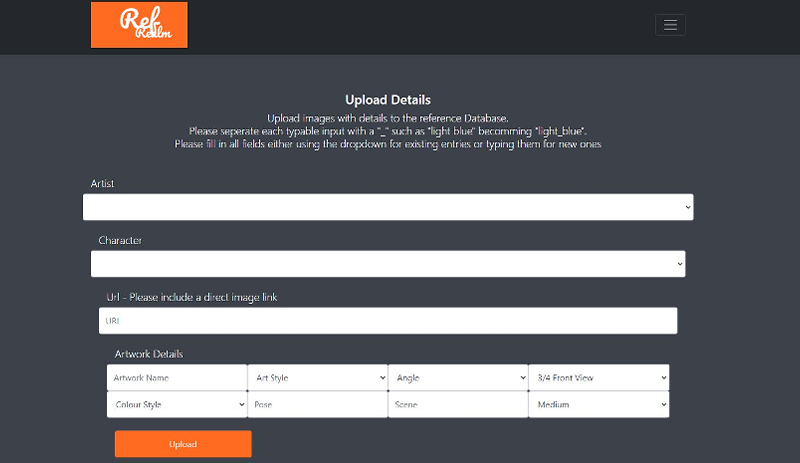 Ref
Realm
Upload Details
Upload images with details to the reference Database.
Please seperate each typable input with a "_" such as "light blue" becomming "light_blue".
Please fill in all fields either using the dropdown for existing entries or typing them for new ones
Artist
Character
Url - Please include a direct image link
URL
Artwork Details
Artwork Name Art Style Angle 3/4 Front View
Colour Style Pose Scene Medium
Upload